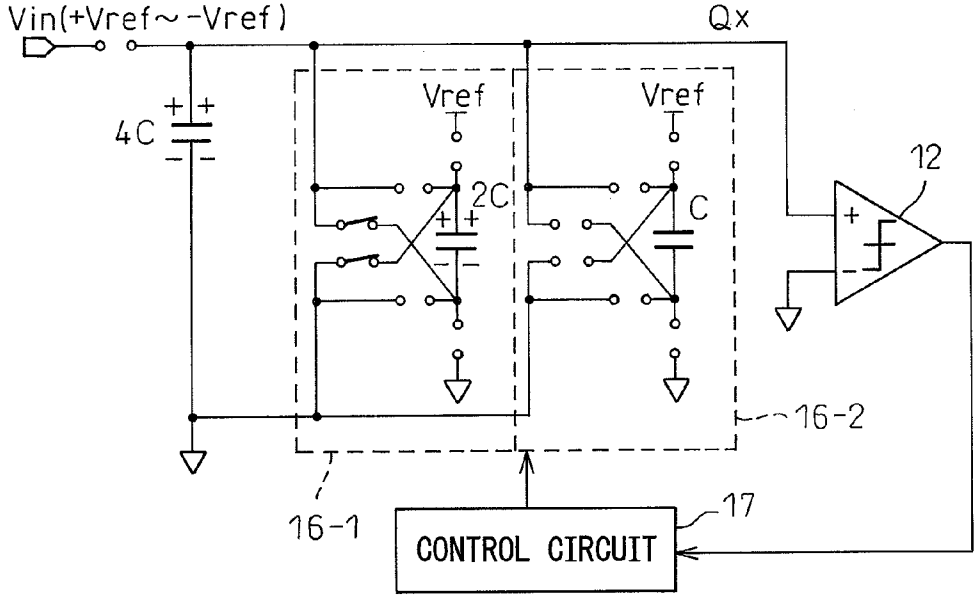 Vin(+Vref~-Vref)
Qx
Vref
Vref
+ +
4C
- -
12
2C
+ +
- -
C
+
-
16-2
16-1
17
CONTROL CIRCUIT